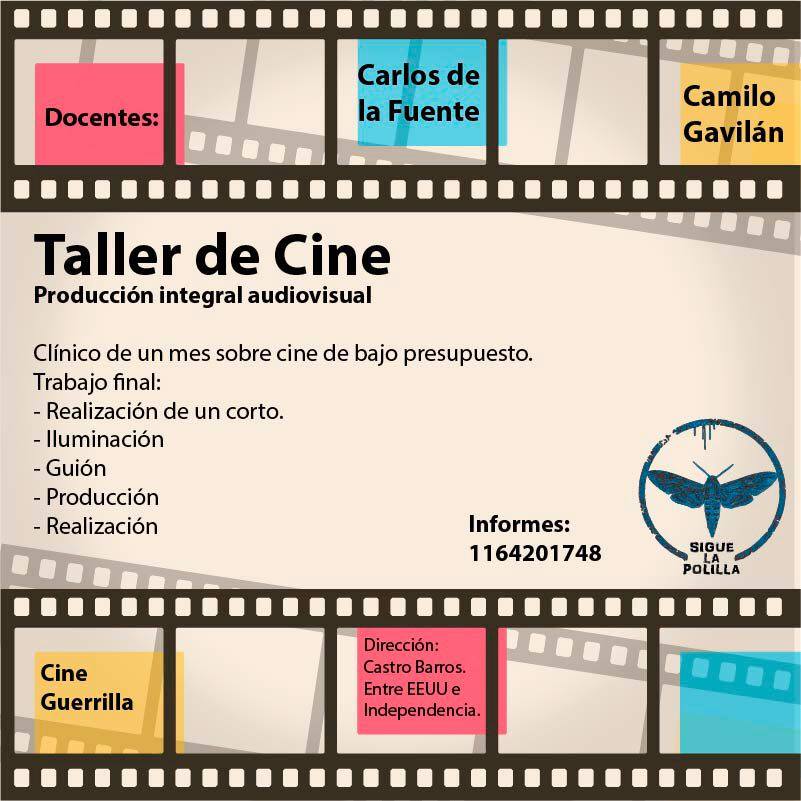 Docentes:
Carlos de
la Fuente
Camilo
Gavilán
Taller de Cine
Producción integral audiovisual
Clínico de un mes sobre cine de bajo presupuesto.
Trabajo final:
- Realización de un corto.
- Iluminación
- Guión
- Producción
- Realización
Informes:
1164201748
SIGUE
LA
POLILLA
Cine
Guerrilla
Dirección:
Castro Barros.
Entre EEUU e
Independencia.